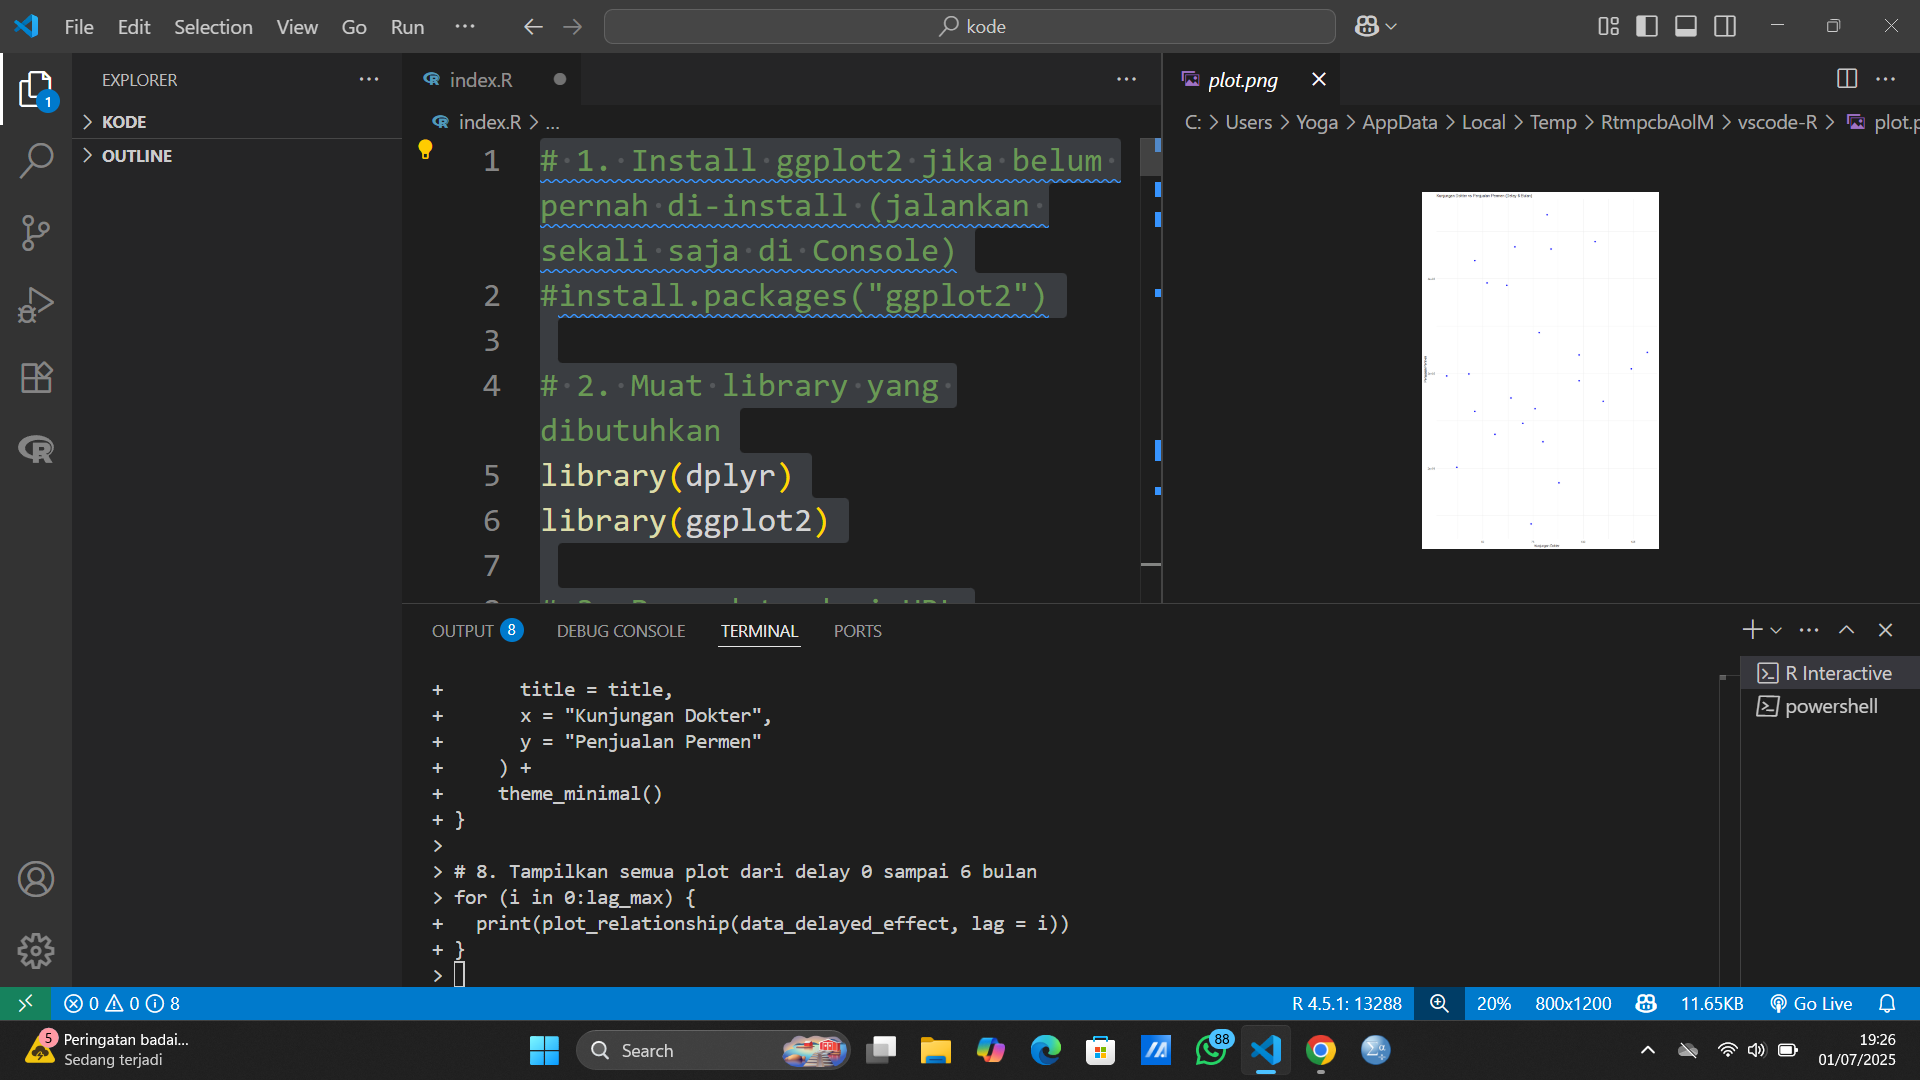 File Edit Selection View Go Run ···
kode
EXPLORER
KODE
OUTLINE
1
index.R
index.R > ...
1 # 1. Install ggplot2 jika belum
pernah di-install (jalankan
sekali saja di Console)
2 #install.packages("ggplot2")
3
4 # 2. Muat library yang
dibutuhkan
5 library(dplyr)
6 library(ggplot2)
7
plot.png
C: > Users > Yoga > AppData > Local > Temp > RtmpcbAolM > vscode-R > plot.p
Kunjungan Dokter
OUTPUT 8 DEBUG CONSOLE TERMINAL PORTS
+ title = title,
+ x = "Kunjungan Dokter",
+ y = "Penjualan Permen"
+ ) +
+ theme_minimal()
+ }
>
> # 8. Tampilkan semua plot dari delay 0 sampai 6 bulan
> for (i in 0:lag_max) {
+ print(plot_relationship(data_delayed_effect, lag = i))
+ }
>
R Interactive
powershell
0 0 8
R 4.5.1: 13288 20% 800x1200 11.65KB Go Live
5 Peringatan badai...
Sedang terjadi
Search
88
19:26
01/07/2025